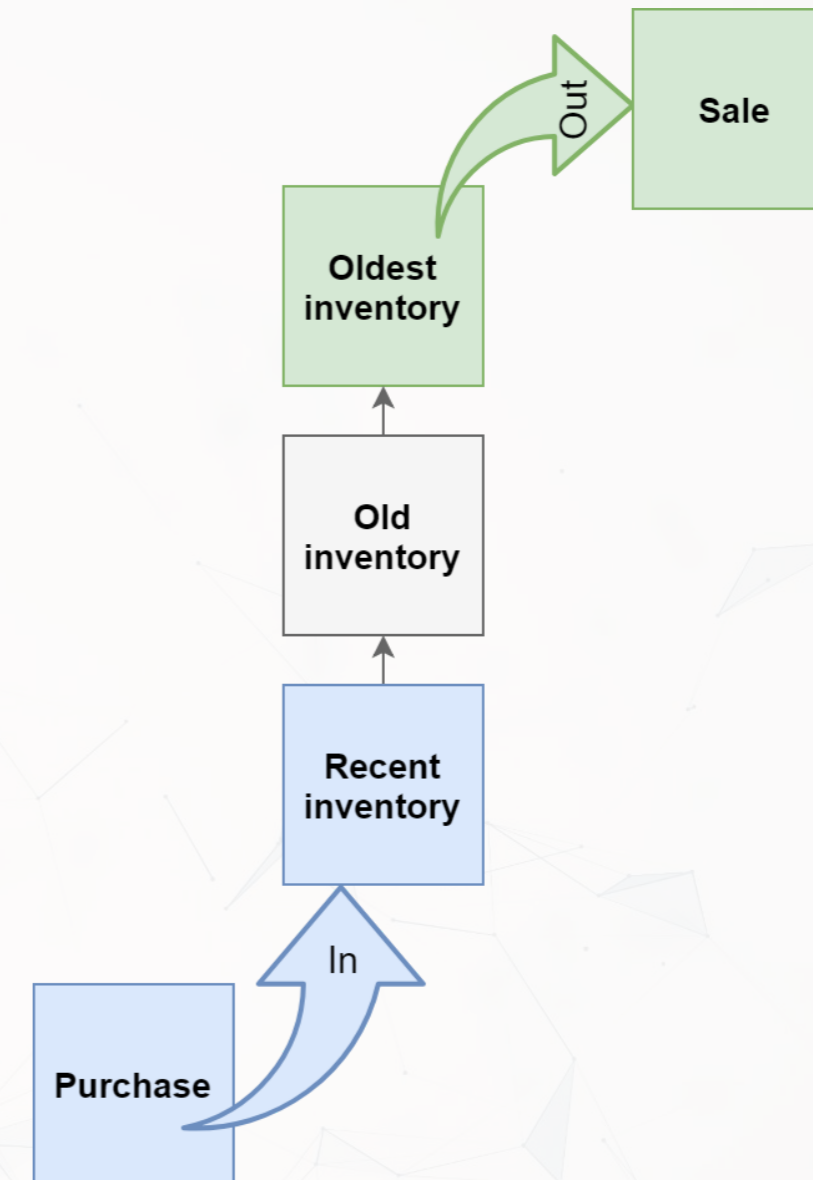 Out
Sale
Oldest
inventory
Old
inventory
Recent
inventory
In
Purchase